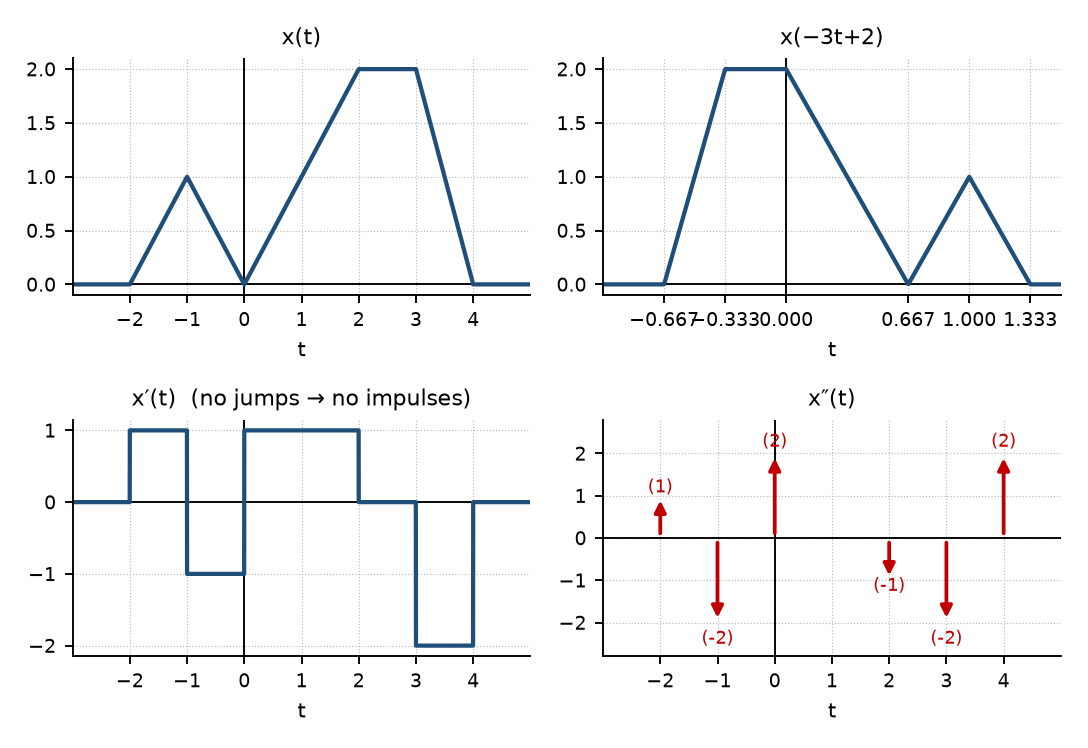 x(t)
2.0
1.5
1.0
0.5
0.0
−2 −1 0 1 2 3 4
t
x(−3t+2)
2.0
1.5
1.0
0.5
0.0
−0.667 −0.333 0.000 0.667 1.000 1.333
t
x′(t) (no jumps → no impulses)
1
0
−1
−2
−2 −1 0 1 2 3 4
t
x″(t)
2
1
0
−1
−2
(1)
(-2)
(2)
(-1)
(-2)
(2)
−2 −1 0 1 2 3 4
t